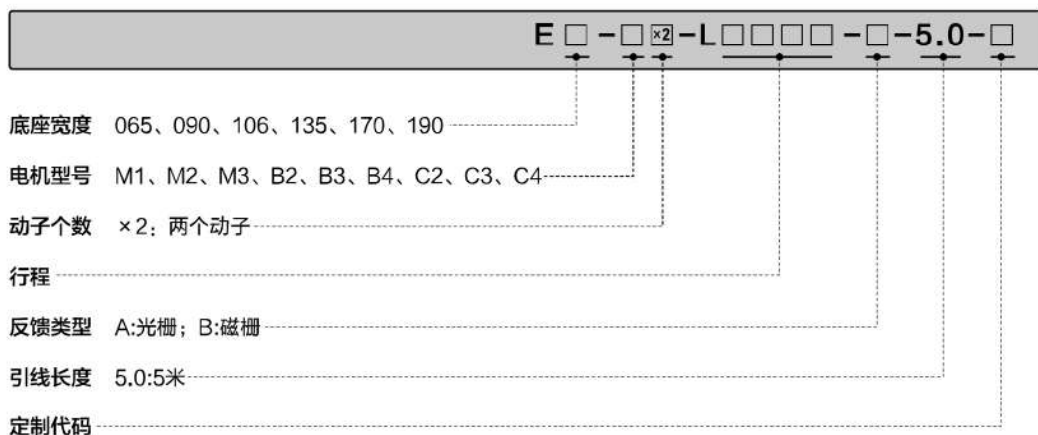 E□-□×2-L□□□□-□-5.0-□
底座宽度 065、090、106、135、170、190
电机型号 M1、M2、M3、B2、B3、B4、C2、C3、C4
动子个数 ×2：两个动子
行程
反馈类型 A:光栅；B:磁栅
引线长度 5.0:5米
定制代码